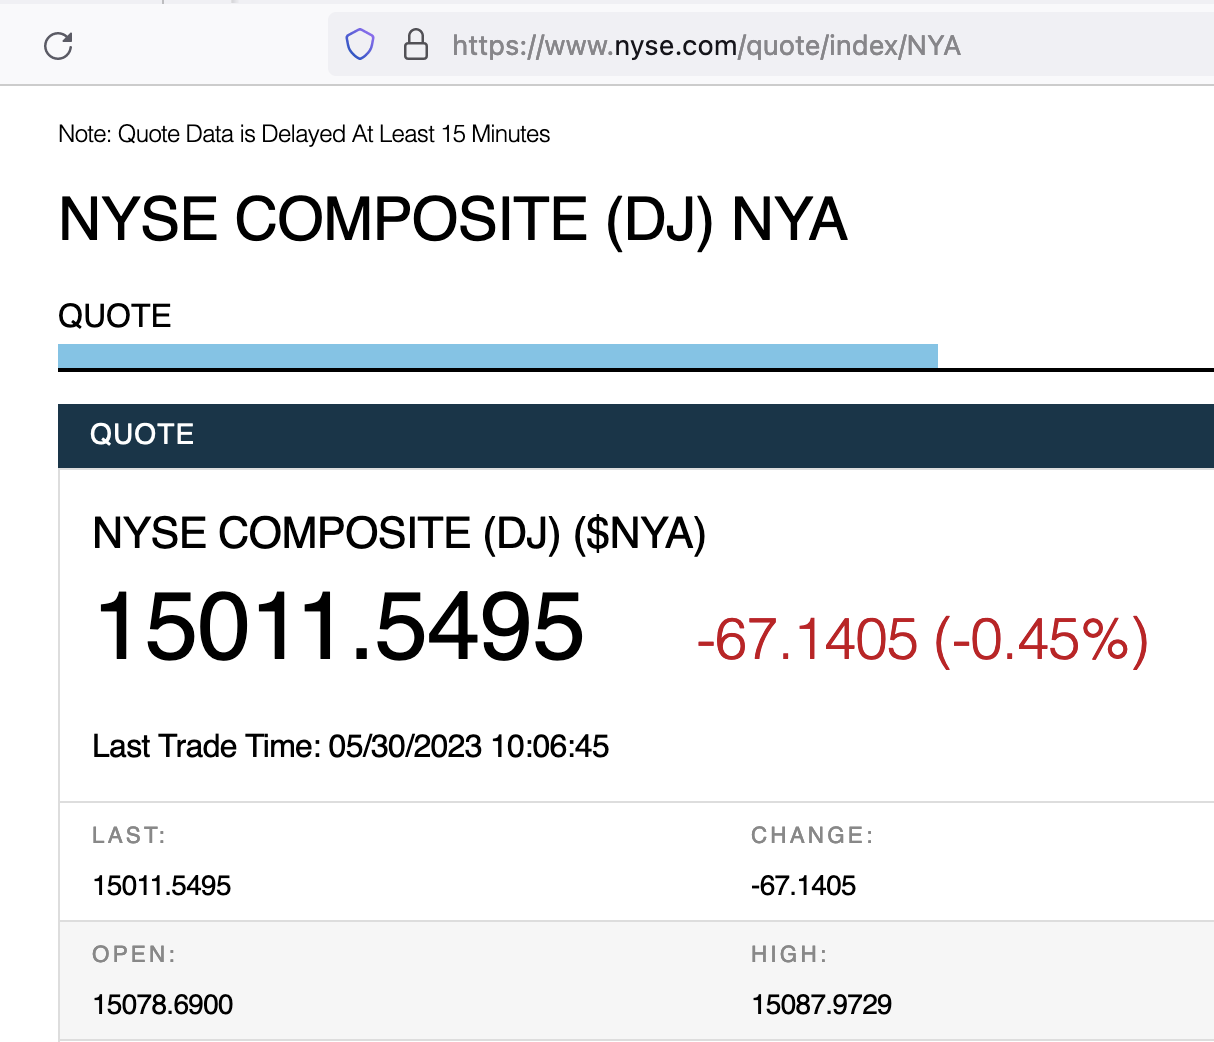 https://www.nyse.com/quote/index/NYA
Note: Quote Data is Delayed At Least 15 Minutes
NYSE COMPOSITE (DJ) NYA
QUOTE
QUOTE
NYSE COMPOSITE (DJ) ($NYA)
15011.5495 -67.1405 (-0.45%)
Last Trade Time: 05/30/2023 10:06:45
LAST: CHANGE:
15011.5495 -67.1405
OPEN: HIGH:
15078.6900 15087.9729